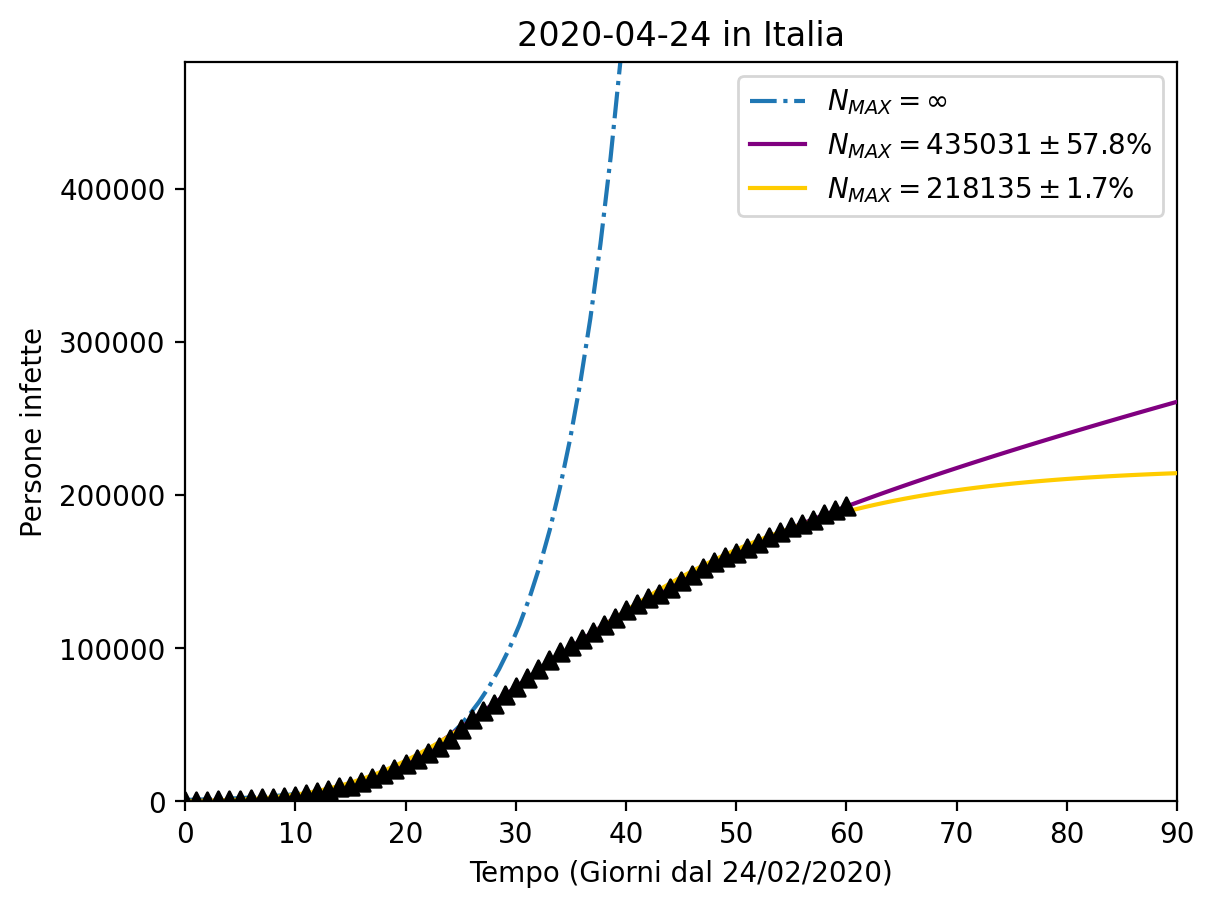 2020-04-24 in Italia
N_MAX = ∞
N_MAX = 435031 ± 57.8%
N_MAX = 218135 ± 1.7%
Persone infette
400000
300000
200000
100000
0
0 10 20 30 40 50 60 70 80 90
Tempo (Giorni dal 24/02/2020)